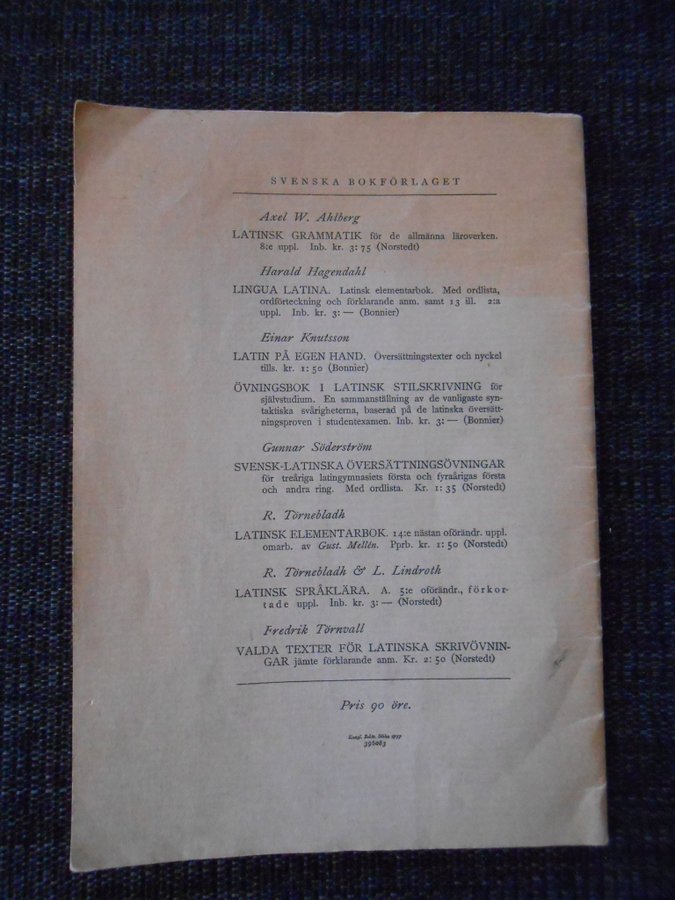 SVENSKA BOKFÖRLAGET
Axel W. Ahlberg
LATINSK GRAMMATIK för de allmänna läroverken.
8:e uppl. Inb. kr. 3: 75 (Norstedt)
Harald Hagendahl
LINGUA LATINA. Latinsk elementarbok. Med ordlista,
ordförteckning och förklarande anm. samt 13 ill. 2:a
uppl. Inb. kr. 3: — (Bonnier)
Einar Knutsson
LATIN PÅ EGEN HAND. Översättningstexter och nyckel
tills. kr. 1: 50 (Bonnier)
ÖVNINGSBOK I LATINSK STILSKRIVNING för
självstudium. En sammanställning av de vanligaste syn-
taktiska svårigheterna, baserad på de latinska översätt-
ningsproven i studentexamen. Inb. kr. 3: — (Bonnier)
Gunnar Söderström
SVENSK-LATINSKA ÖVERSÄTTNINGSÖVNINGAR
för treåriga latingymnasiets första och fyraårigas första
och andra ring. Med ordlista. Kr. 1: 35 (Norstedt)
R. Törnebladh
LATINSK ELEMENTARBOK. 14:e nästan oförändr. uppl.
omarb. av Gust. Mellén. Pprb. kr. 1: 50 (Norstedt)
R. Törnebladh & L. Lindroth
LATINSK SPRÅKLÄRA. A. 5:e oförändr., förkor-
tade uppl. Inb. kr. 3: — (Norstedt)
Fredrik Törnvall
VALDA TEXTER FÖR LATINSKA SKRIVÖVNIN-
GAR jämte förklarande anm. Kr. 2: 50 (Norstedt)
Pris 90 öre.
Kungl. Boktr. Sthlm
396083